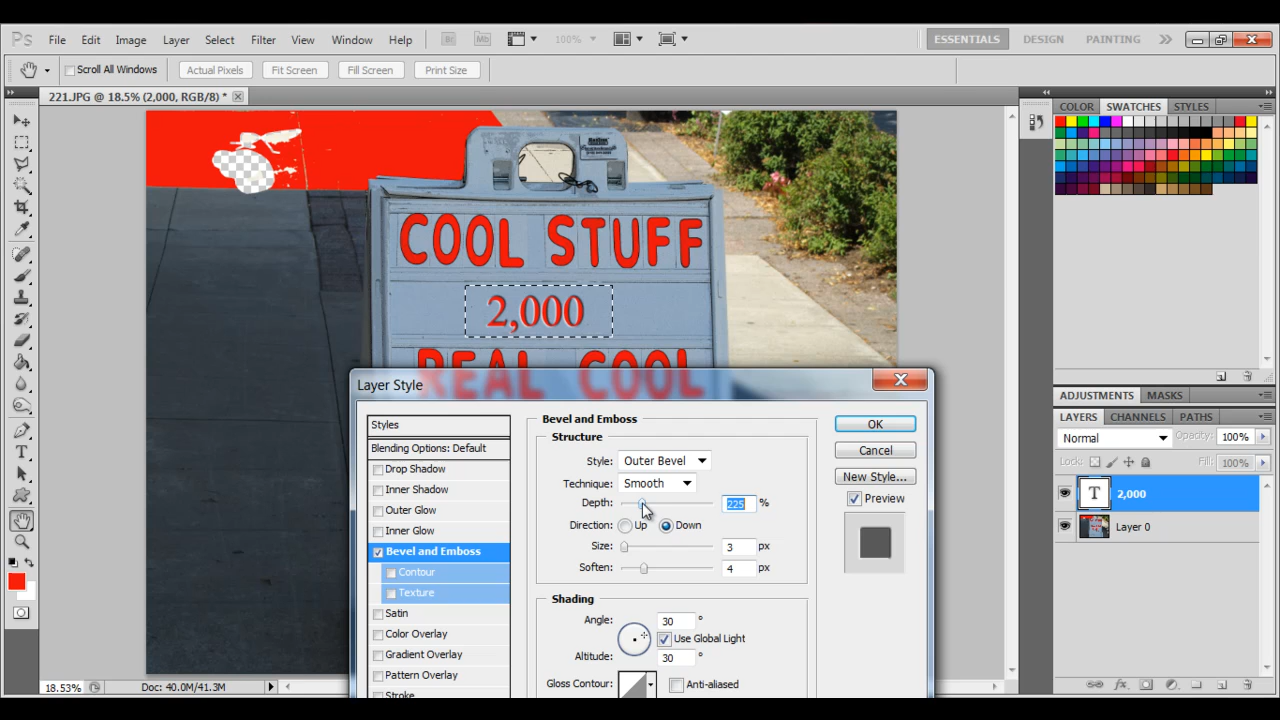 Ps File Edit Image Layer Select Filter View Window Help Br Mb 100% ESSENTIALS DESIGN PAINTING
Scroll All Windows Actual Pixels Fit Screen Fill Screen Print Size
221.JPG @ 18.5% (2,000, RGB/8) *
COLOR SWATCHES STYLES
COOL STUFF
2,000
REAL COOL
Layer Style
Styles
Blending Options: Default
Drop Shadow
Inner Shadow
Outer Glow
Inner Glow
Bevel and Emboss
Contour
Texture
Satin
Color Overlay
Gradient Overlay
Pattern Overlay
Stroke
Bevel and Emboss
Structure
Style: Outer Bevel
Technique: Smooth
Depth: 225 %
Direction: Up Down
Size: 3 px
Soften: 4 px
Shading
Angle: 30 °
Use Global Light
Altitude: 30 °
Gloss Contour: Anti-aliased
OK
Cancel
New Style...
Preview
ADJUSTMENTS MASKS
LAYERS CHANNELS PATHS
Normal Opacity: 100%
Lock: Fill: 100%
T 2,000
Layer 0
18.53% Doc: 40.0M/41.3M